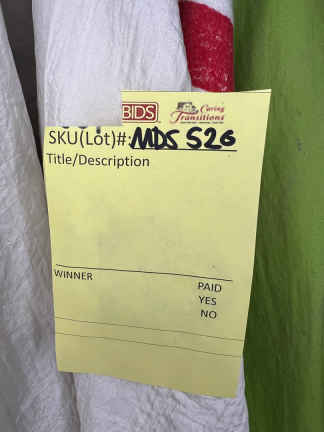 BIDS Caring Transitions
SKU(Lot)#: MDS 526
Title/Description
WINNER
PAID
YES
NO